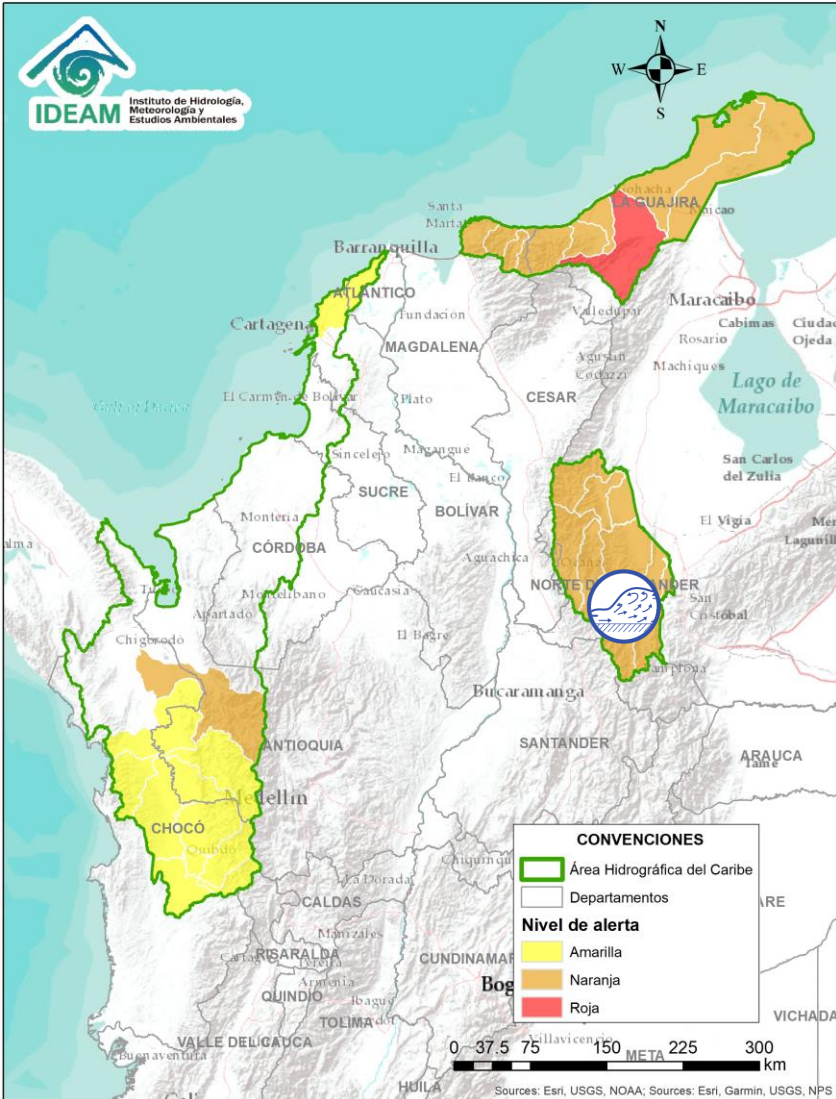 IDEAM
Instituto de Hidrología,
Meteorología y
Estudios Ambientales
N
W
E
S
LA GUAJIRA
Santa
Barranquilla
ATLÁNTICO
Maracaibo
Valledupar
Cabimas
Ciudad
Ojeda
Cartagena
Fundación
Rosario
MAGDALENA
Machiques
Agustín
Codazzi
Lago de
Maracaibo
CESAR
El Carmen de Bolívar
Plato
Sincelejo
Magangué
San Carlos
del Zulia
SUCRE
El Banco
BOLÍVAR
El Vigía
Montería
CÓRDOBA
Aguachica
San
Cristóbal
Montelíbano
Caucasia
Apartadó
El Bagre
Chigorodó
Bucaramanga
SANTANDER
ANTIOQUIA
ARAUCA
Tame
Medellín
CHOCÓ
Quibdó
La Dorada
CALDAS
Manizales
RISARALDA
CUNDINAMAR
Armenia
QUINDÍO
Ibagué
TOLIMA
VICHADA
Villavicencio
VALLE DEL CAUCA
META
Buenaventura
HUILA
CONVENCIONES
Área Hidrográfica del Caribe
Departamentos
Nivel de alerta
Amarilla
Naranja
Roja
0 37.5 75 150 225 300
km
Sources: Esri, USGS, NOAA; Sources: Esri, Garmin, USGS, NPS